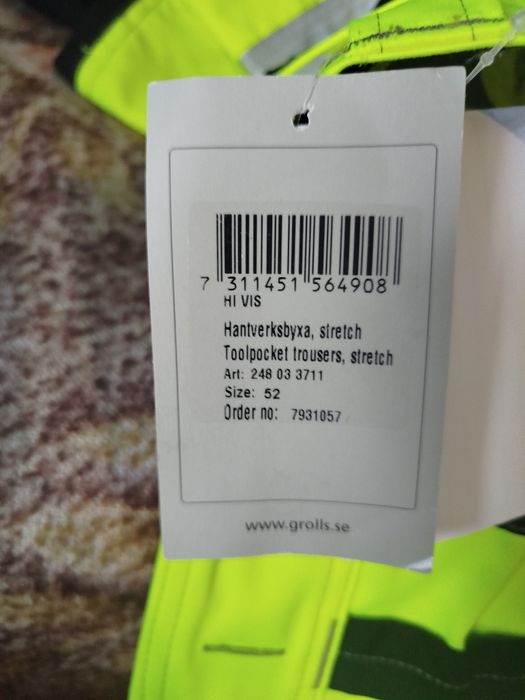 7 311451 564908
HI VIS
Hantverksbyxa, stretch
Toolpocket trousers, stretch
Art: 248 03 3711
Size: 52
Order no: 7931057
www.grolls.se